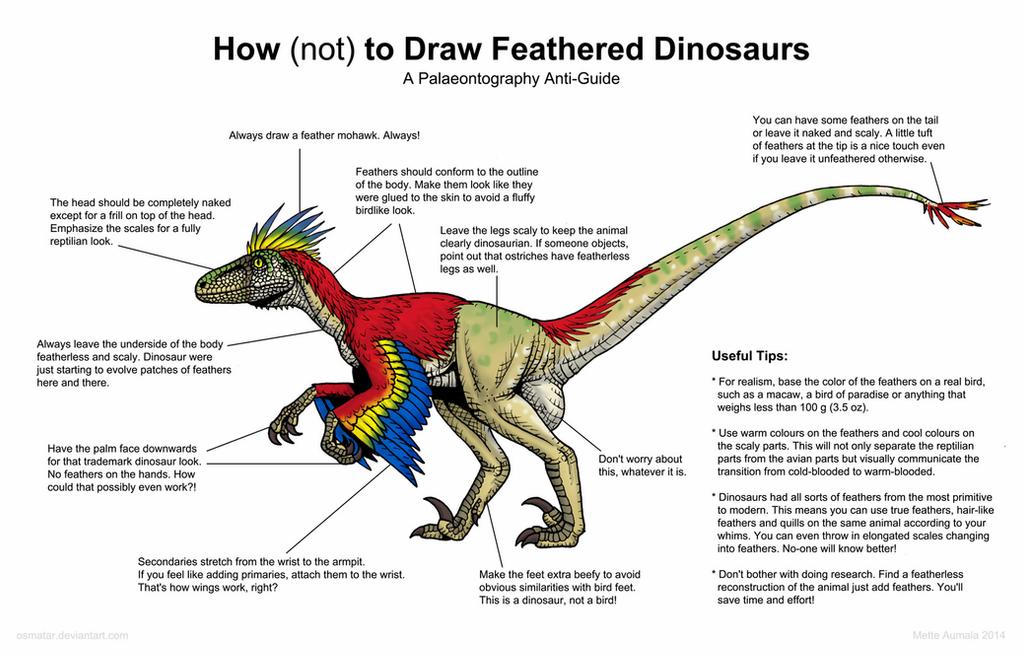 How (not) to Draw Feathered Dinosaurs
A Palaeontography Anti-Guide
You can have some feathers on the tail
or leave it naked and scaly. A little tuft
of feathers at the tip is a nice touch even
if you leave it unfeathered otherwise.
Always draw a feather mohawk. Always!
Feathers should conform to the outline
of the body. Make them look like they
were glued to the skin to avoid a fluffy
birdlike look.
The head should be completely naked
except for a frill on top of the head.
Emphasize the scales for a fully
reptilian look.
Leave the legs scaly to keep the animal
clearly dinosaurian. If someone objects,
point out that ostriches have featherless
legs as well.
Always leave the underside of the body
featherless and scaly. Dinosaur were
just starting to evolve patches of feathers
here and there.
Have the palm face downwards
for that trademark dinosaur look.
No feathers on the hands. How
could that possibly even work?!
Don't worry about
this, whatever it is.
Secondaries stretch from the wrist to the armpit.
If you feel like adding primaries, attach them to the wrist.
That's how wings work, right?
Make the feet extra beefy to avoid
obvious similarities with bird feet.
This is a dinosaur, not a bird!
Useful Tips:
* For realism, base the color of the feathers on a real bird,
such as a macaw, a bird of paradise or anything that
weighs less than 100 g (3.5 oz).
* Use warm colours on the feathers and cool colours on
the scaly parts. This will not only separate the reptilian
parts from the avian parts but visually communicate the
transition from cold-blooded to warm-blooded.
* Dinosaurs had all sorts of feathers from the most primitive
to modern. This means you can use true feathers, hair-like
feathers and quills on the same animal according to your
whims. You can even throw in elongated scales changing
into feathers. No-one will know better!
* Don't bother with doing research. Find a featherless
reconstruction of the animal just add feathers. You'll
save time and effort!
osmatar.deviantart.com
Mette Aumala 2014